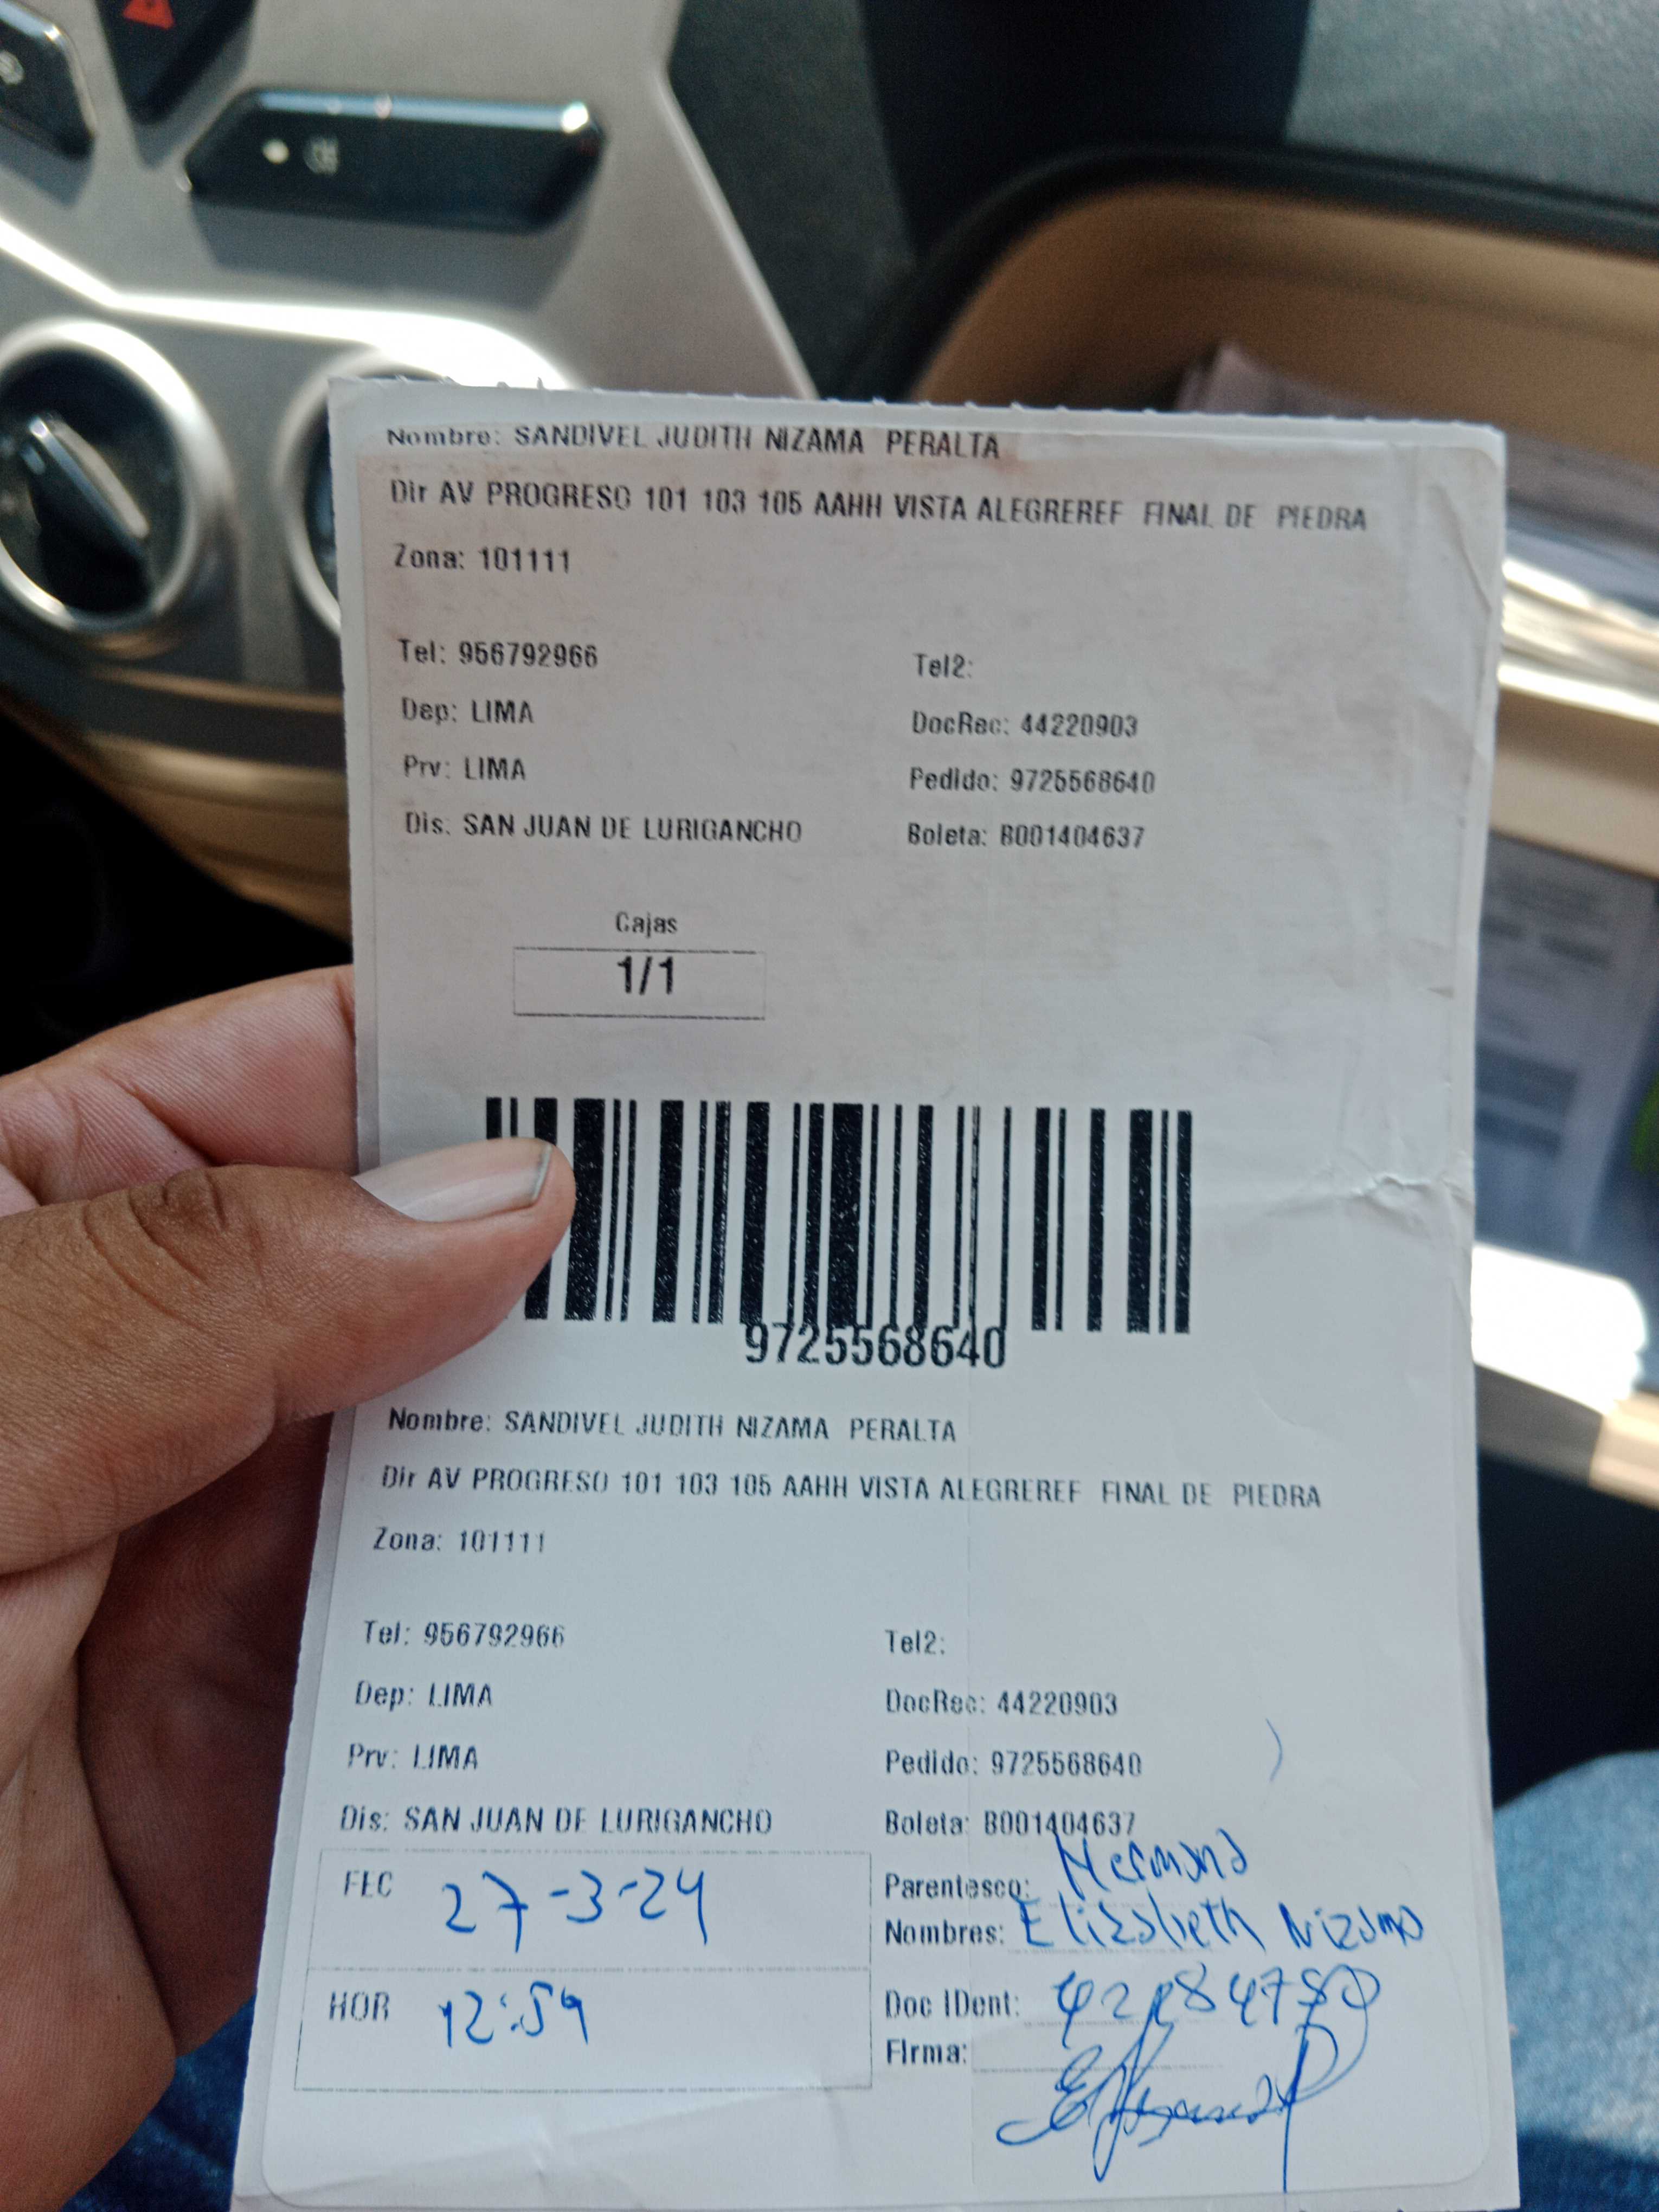 Nombre: SANDIVEL JUDITH NIZAMA PERALTA
Dir AV PROGRESO 101 103 105 AAHH VISTA ALEGREREF FINAL DE PIEDRA
Zona: 101111
Tel: 956792966 Tel2:
Dep: LIMA DocRec: 44220903
Prv: LIMA Pedido: 9725568640
Dis: SAN JUAN DE LURIGANCHO Boleta: B001404637
Cajas
1/1
9725568640
Nombre: SANDIVEL JUDITH NIZAMA PERALTA
Dir AV PROGRESO 101 103 105 AAHH VISTA ALEGREREF FINAL DE PIEDRA
Zona: 101111
Tel: 956792966 Tel2:
Dep: LIMA DocRec: 44220903
Prv: LIMA Pedido: 9725568640
Dis: SAN JUAN DE LURIGANCHO Boleta: B001404637
FEC 27-3-24 Parentesco: Hermana
Nombres: Elizabeth Nizama
HOR 12:59 Doc IDent:
Firma: